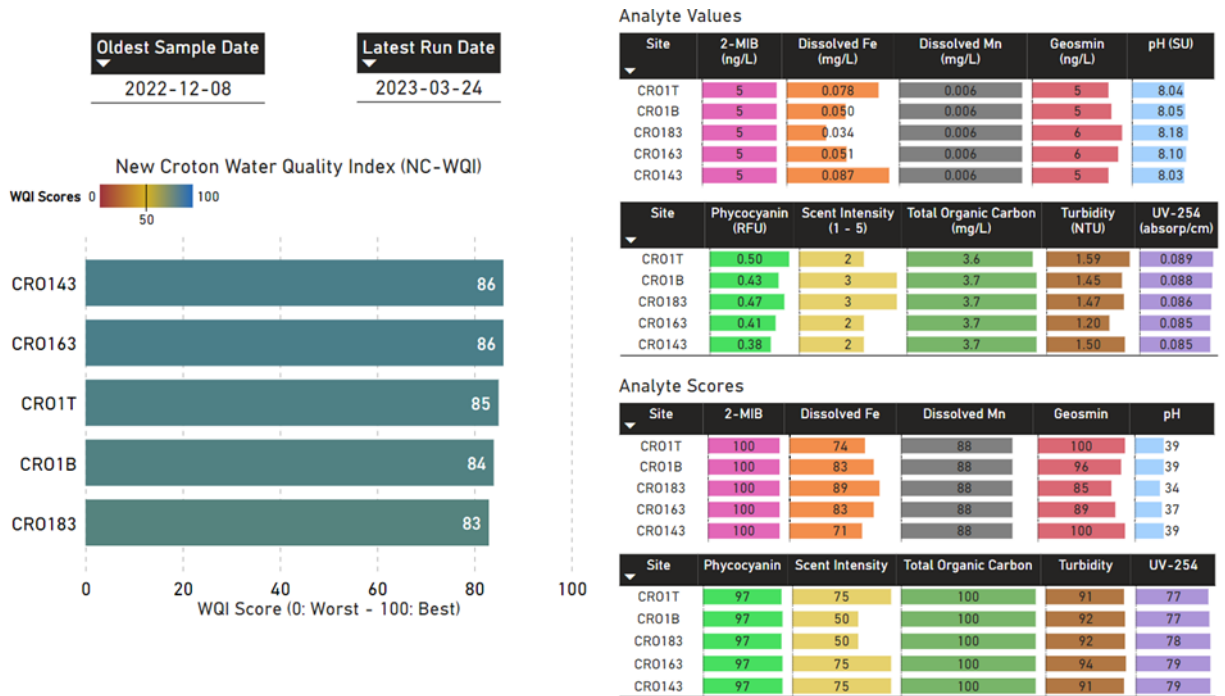 Oldest Sample Date
2022-12-08
Latest Run Date
2023-03-24
New Croton Water Quality Index (NC-WQI)
WQI Scores 0 100
50
CRO143 86
CRO163 86
CRO1T 85
CRO1B 84
CRO183 83
0 20 40 60 80 100
WQI Score (0: Worst - 100: Best)
Analyte Values
Site 2-MIB (ng/L) Dissolved Fe (mg/L) Dissolved Mn (mg/L) Geosmin (ng/L) pH (SU)
CRO1T 5 0.078 0.006 5 8.04
CRO1B 5 0.050 0.006 5 8.05
CRO183 5 0.034 0.006 6 8.18
CRO163 5 0.051 0.006 6 8.10
CRO143 5 0.087 0.006 5 8.03
Site Phycocyanin (RFU) Scent Intensity (1 - 5) Total Organic Carbon (mg/L) Turbidity (NTU) UV-254 (absorp/cm)
CRO1T 0.50 2 3.6 1.59 0.089
CRO1B 0.43 3 3.7 1.45 0.088
CRO183 0.47 3 3.7 1.47 0.086
CRO163 0.41 2 3.7 1.20 0.085
CRO143 0.38 2 3.7 1.50 0.085
Analyte Scores
Site 2-MIB Dissolved Fe Dissolved Mn Geosmin pH
CRO1T 100 74 88 100 39
CRO1B 100 83 88 96 39
CRO183 100 89 88 85 34
CRO163 100 83 88 89 37
CRO143 100 71 88 100 39
Site Phycocyanin Scent Intensity Total Organic Carbon Turbidity UV-254
CRO1T 97 75 100 91 77
CRO1B 97 50 100 92 77
CRO183 97 50 100 92 78
CRO163 97 75 100 94 79
CRO143 97 75 100 91 79